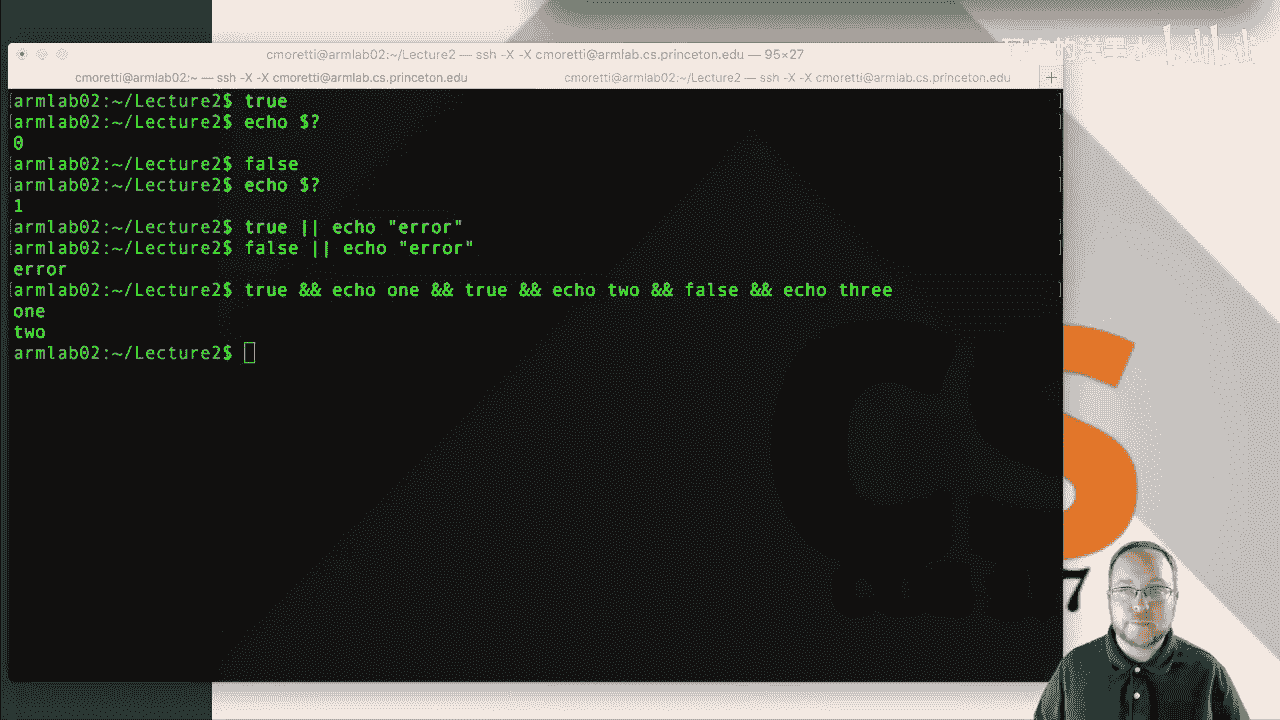 cmoretti@armlab02:~/Lecture2 — ssh -X -X cmoretti@armlab.cs.princeton.edu — 95×27
cmoretti@armlab02:~ — ssh -X -X cmoretti@armlab.cs.princeton.edu
cmoretti@armlab02:~/Lecture2 — ssh -X -X cmoretti@armlab.cs.princeton.edu
+
[armlab02:~/Lecture2$ true ]
[armlab02:~/Lecture2$ echo $? ]
0
[armlab02:~/Lecture2$ false ]
[armlab02:~/Lecture2$ echo $? ]
1
[armlab02:~/Lecture2$ true || echo "error" ]
[armlab02:~/Lecture2$ false || echo "error" ]
error
[armlab02:~/Lecture2$ true && echo one && true && echo two && false && echo three ]
one
two
armlab02:~/Lecture2$
S
7